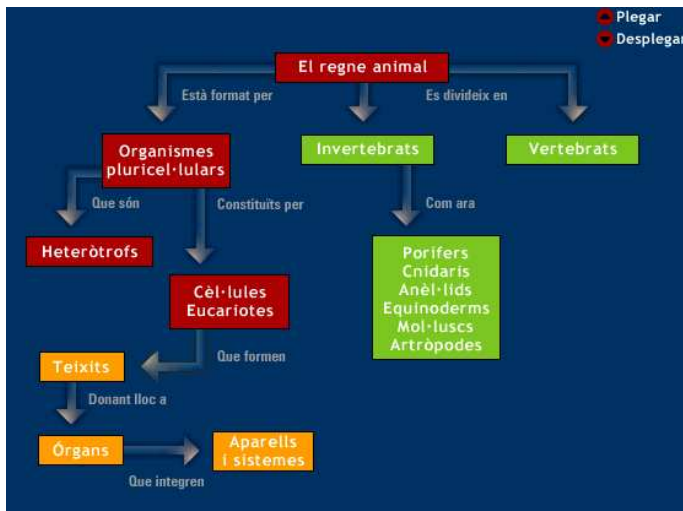 Plegar
Desplegar
El regne animal
Està format per
Es divideix en
Organismes
pluricel·lulars
Invertebrats
Vertebrats
Que són
Constituïts per
Com ara
Heteròtrofs
Cèl·lules
Eucariotes
Porifers
Cnidaris
Anèl·lids
Equinoderms
Mol·luscs
Artròpodes
Que formen
Teixits
Donant lloc a
Órgans
Aparells
i sistemes
Que integren